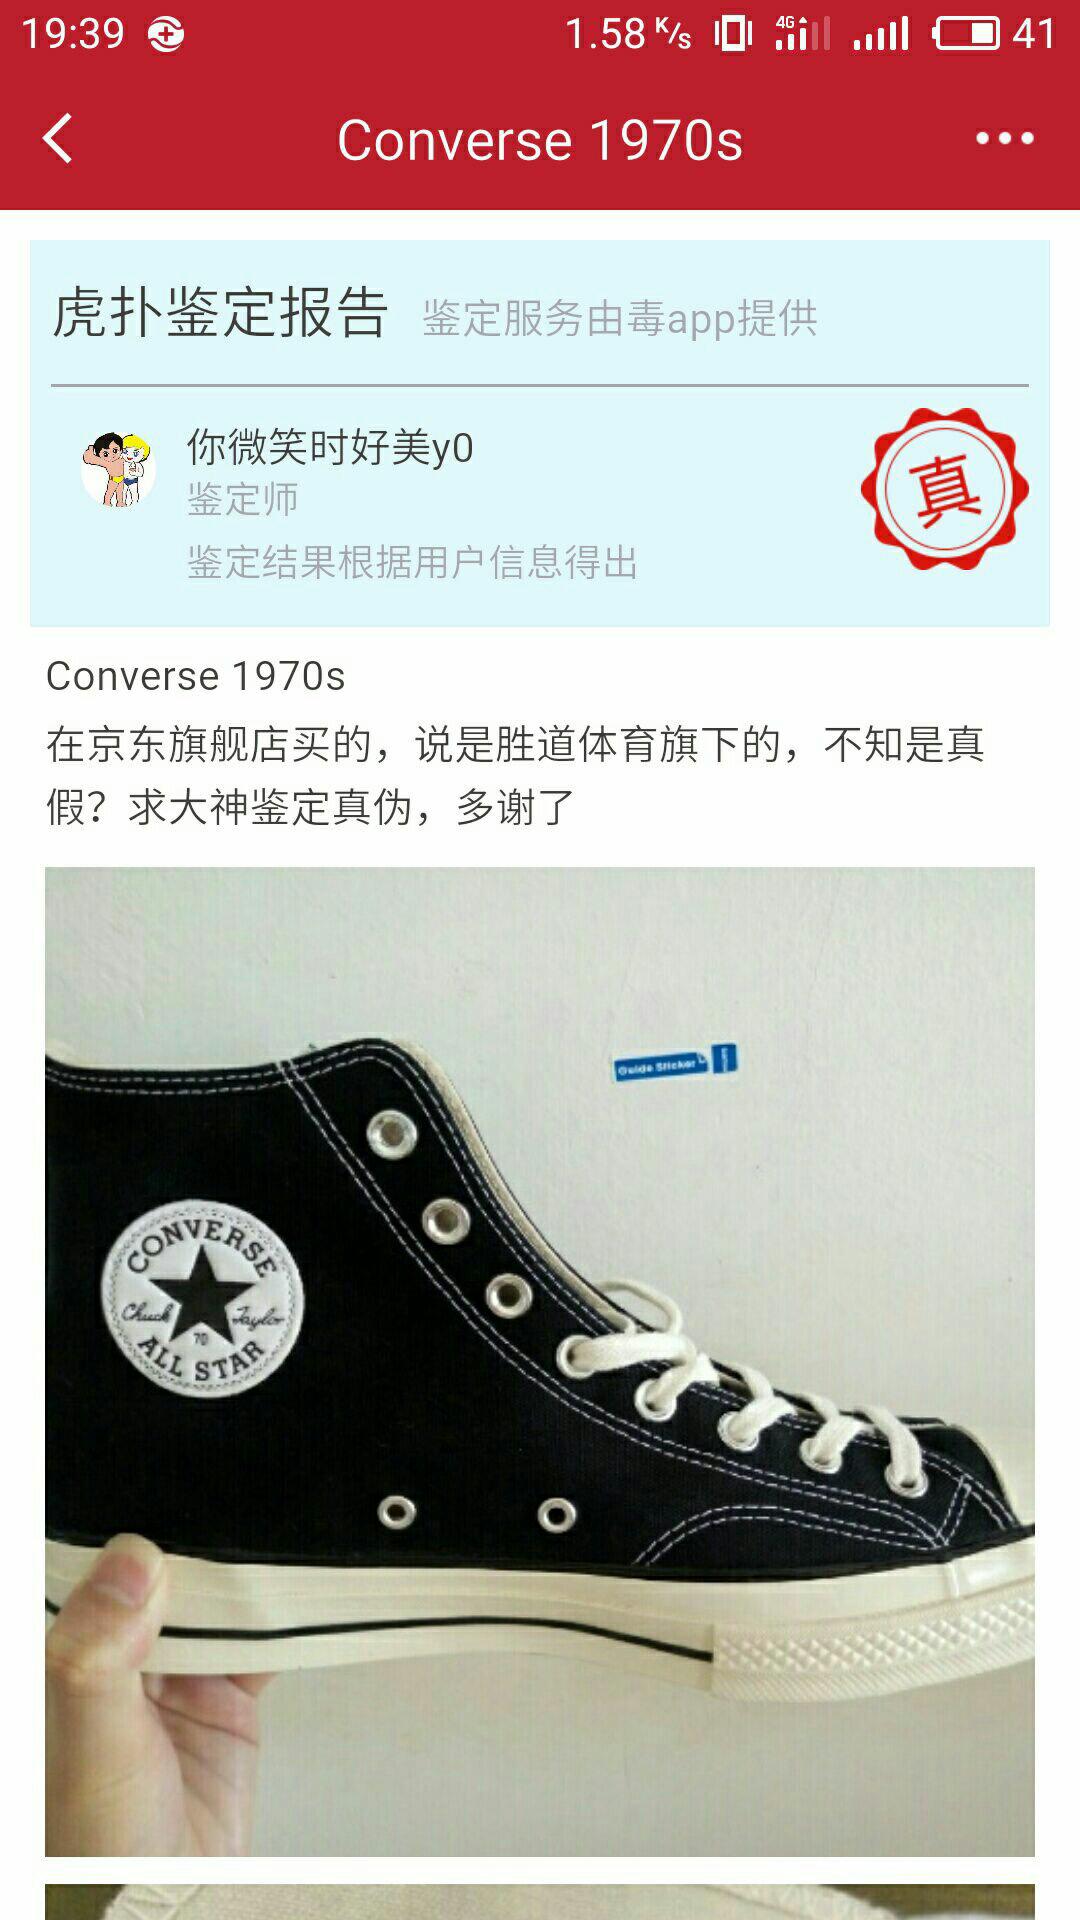 19:39
1.58 K/s
4G
41
Converse 1970s
虎扑鉴定报告 鉴定服务由毒app提供
你微笑时好美y0
鉴定师
真
鉴定结果根据用户信息得出
Converse 1970s
在京东旗舰店买的，说是胜道体育旗下的，不知是真
假？求大神鉴定真伪，多谢了
Guide Sticker
CONVERSE
Chuck Taylor
70
ALL STAR